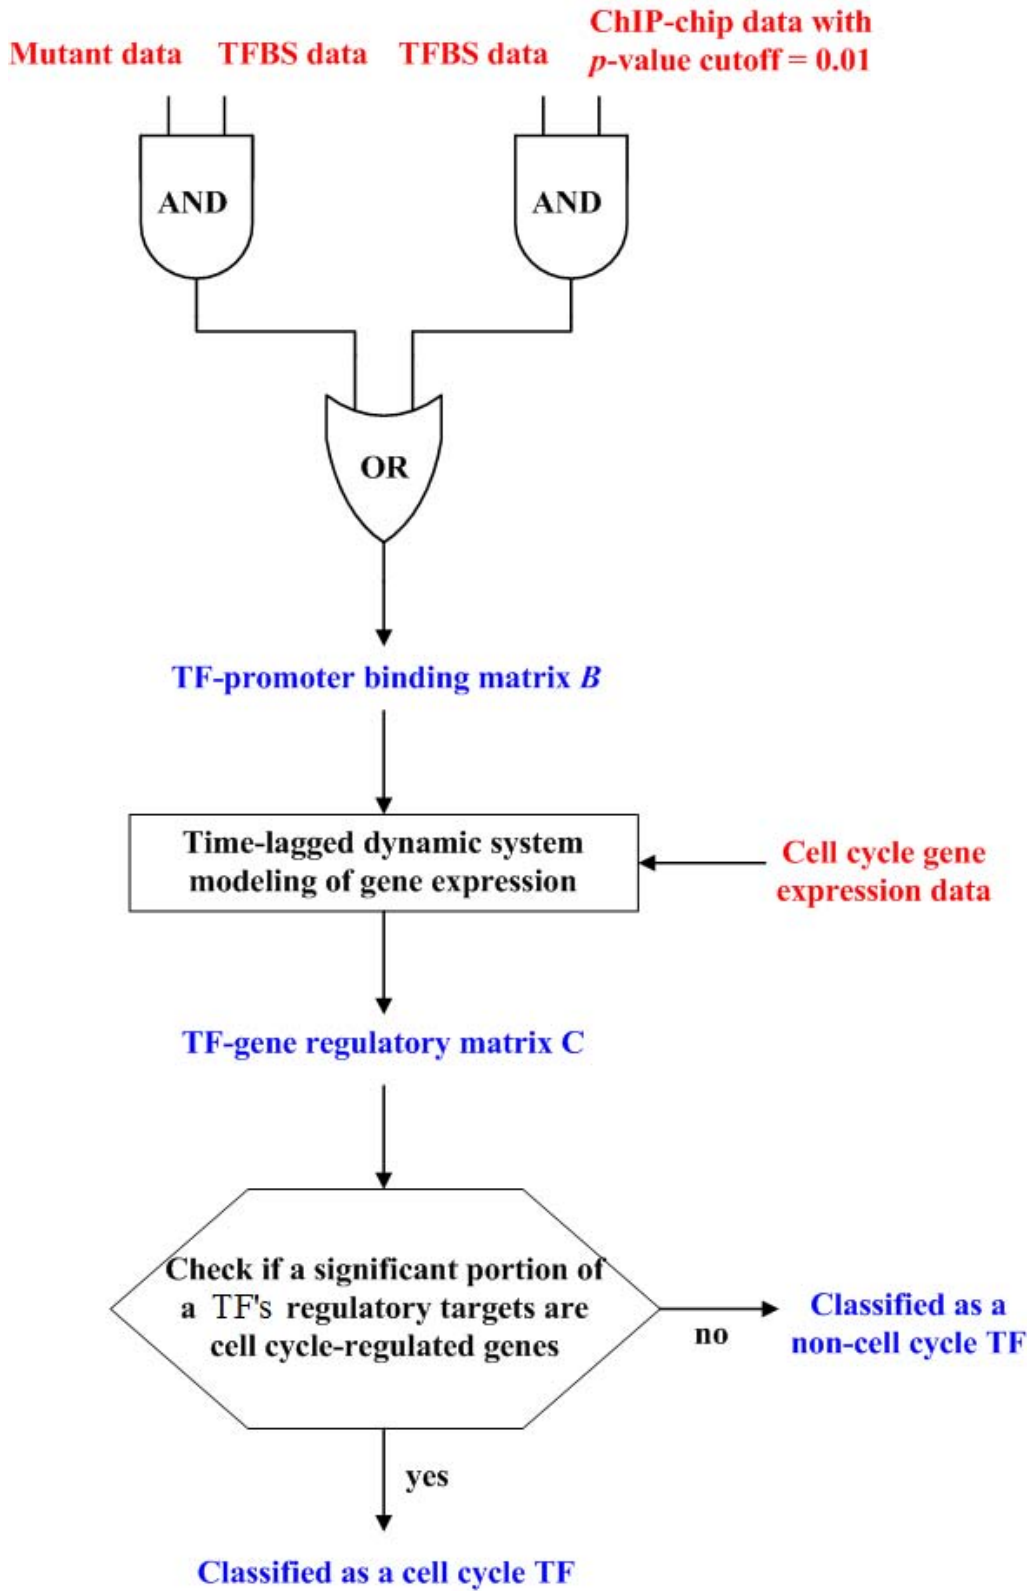 Mutant data
TFBS data
TFBS data
ChIP-chip data with
p-value cutoff = 0.01
AND
AND
OR
TF-promoter binding matrix B
Time-lagged dynamic system
modeling of gene expression
Cell cycle gene
expression data
TF-gene regulatory matrix C
Check if a significant portion of
a TF's regulatory targets are
cell cycle-regulated genes
no
Classified as a
non-cell cycle TF
yes
Classified as a cell cycle TF